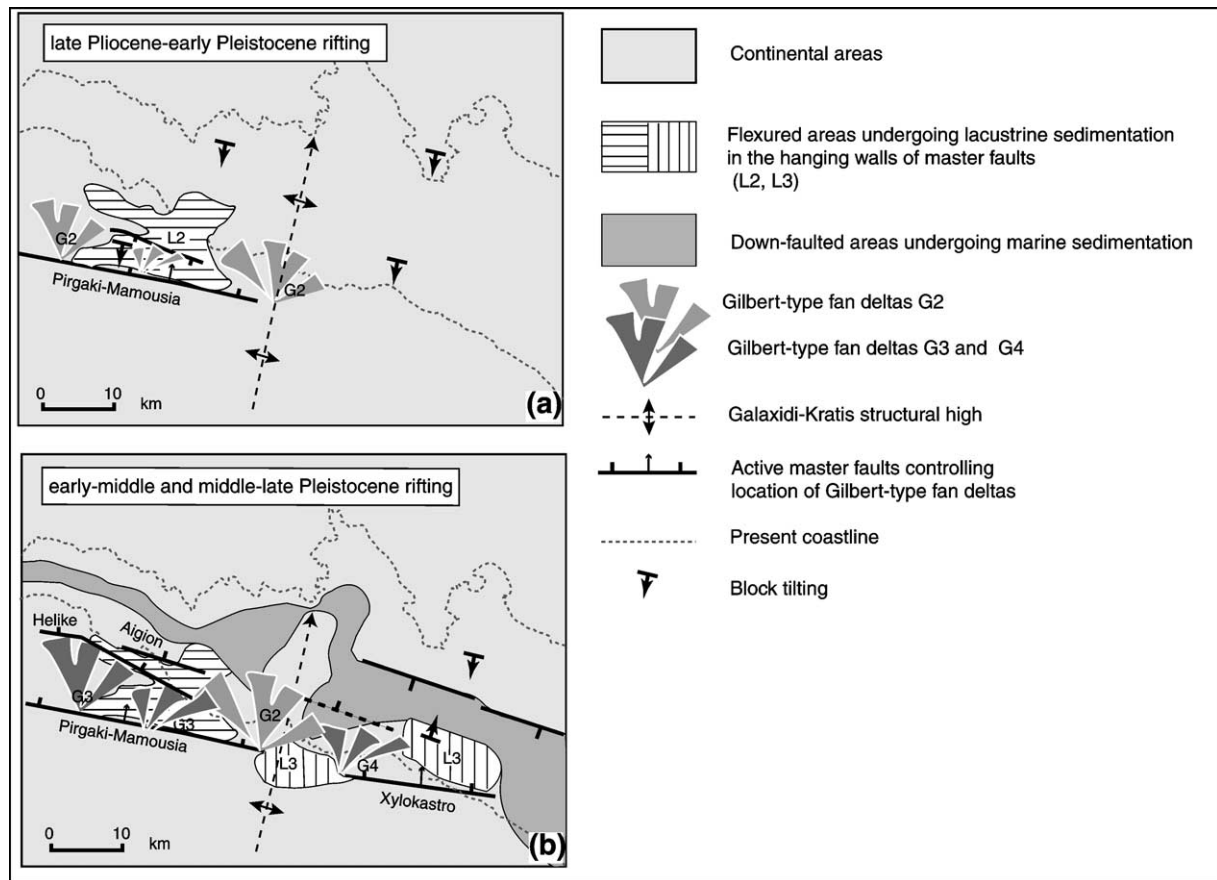 late Pliocene-early Pleistocene rifting
G2
L2
G2
Pirgaki-Mamousia
0 10
km
(a)
early-middle and middle-late Pleistocene rifting
Helike
Aigion
G3
G3
G2
Pirgaki-Mamousia
L3
G4
L3
Xylokastro
0 10
km
(b)
Continental areas
Flexured areas undergoing lacustrine sedimentation
in the hanging walls of master faults
(L2, L3)
Down-faulted areas undergoing marine sedimentation
Gilbert-type fan deltas G2
Gilbert-type fan deltas G3 and G4
Galaxidi-Kratis structural high
Active master faults controlling
location of Gilbert-type fan deltas
Present coastline
Block tilting